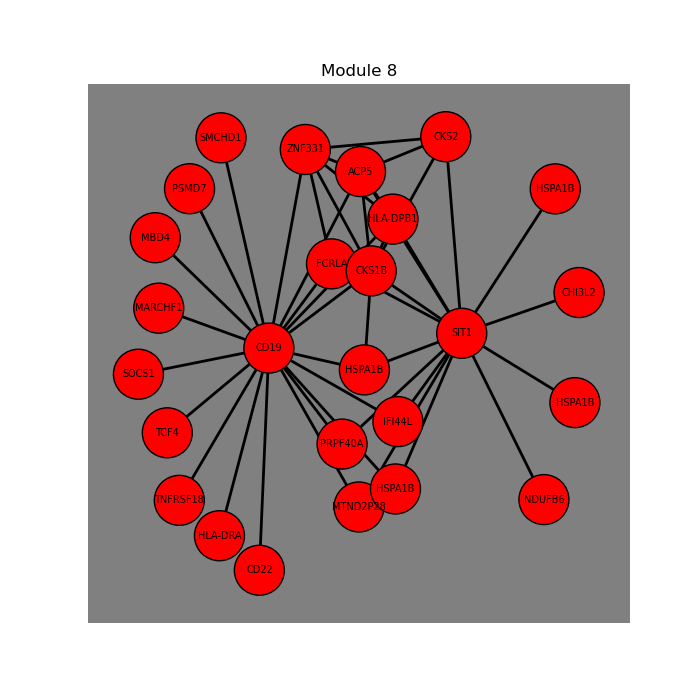 Module 8
SMCHD1
ZNF331
CKS2
ACP5
PSMD7
HSPA1B
HLA-DPB1
MBD4
FCRLA
CKS1B
CHI3L2
MARCHF1
SIT1
CD19
HSPA1B
SOCS1
HSPA1B
IFI44L
TCF4
PRPF40A
HSPA1B
TNFRSF18
MTND2P28
NDUFB6
HLA-DRA
CD22